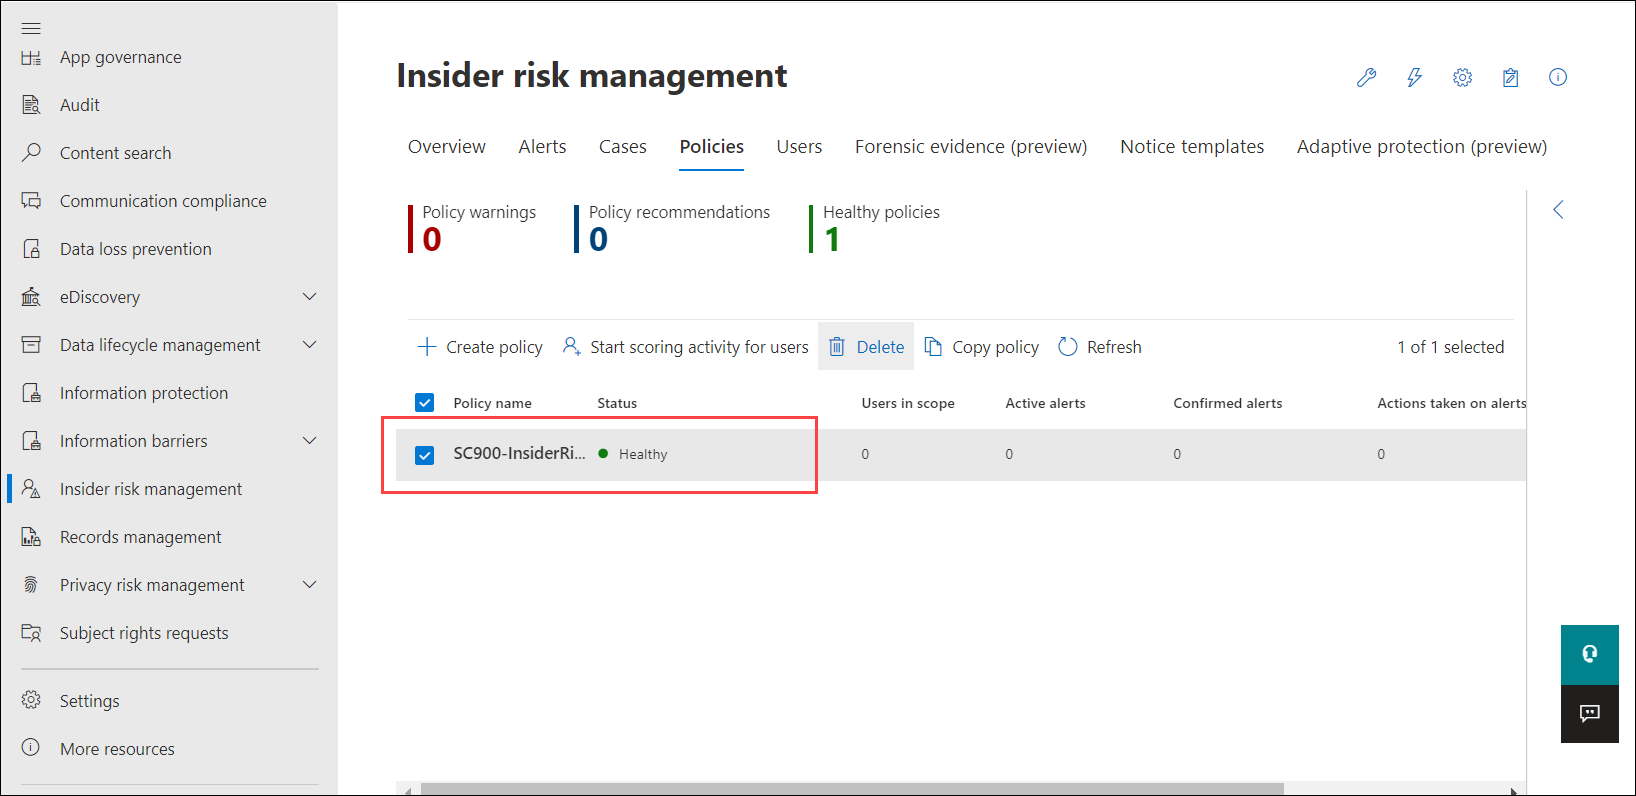 App governance
Audit
Content search
Communication compliance
Data loss prevention
eDiscovery
Data lifecycle management
Information protection
Information barriers
Insider risk management
Records management
Privacy risk management
Subject rights requests
Settings
More resources
Insider risk management
Overview Alerts Cases Policies Users Forensic evidence (preview) Notice templates Adaptive protection (preview)
Policy warnings Policy recommendations Healthy policies
0 0 1
Create policy Start scoring activity for users Delete Copy policy Refresh 1 of 1 selected
Policy name Status Users in scope Active alerts Confirmed alerts Actions taken on alerts
SC900-InsiderRi... Healthy 0 0 0 0